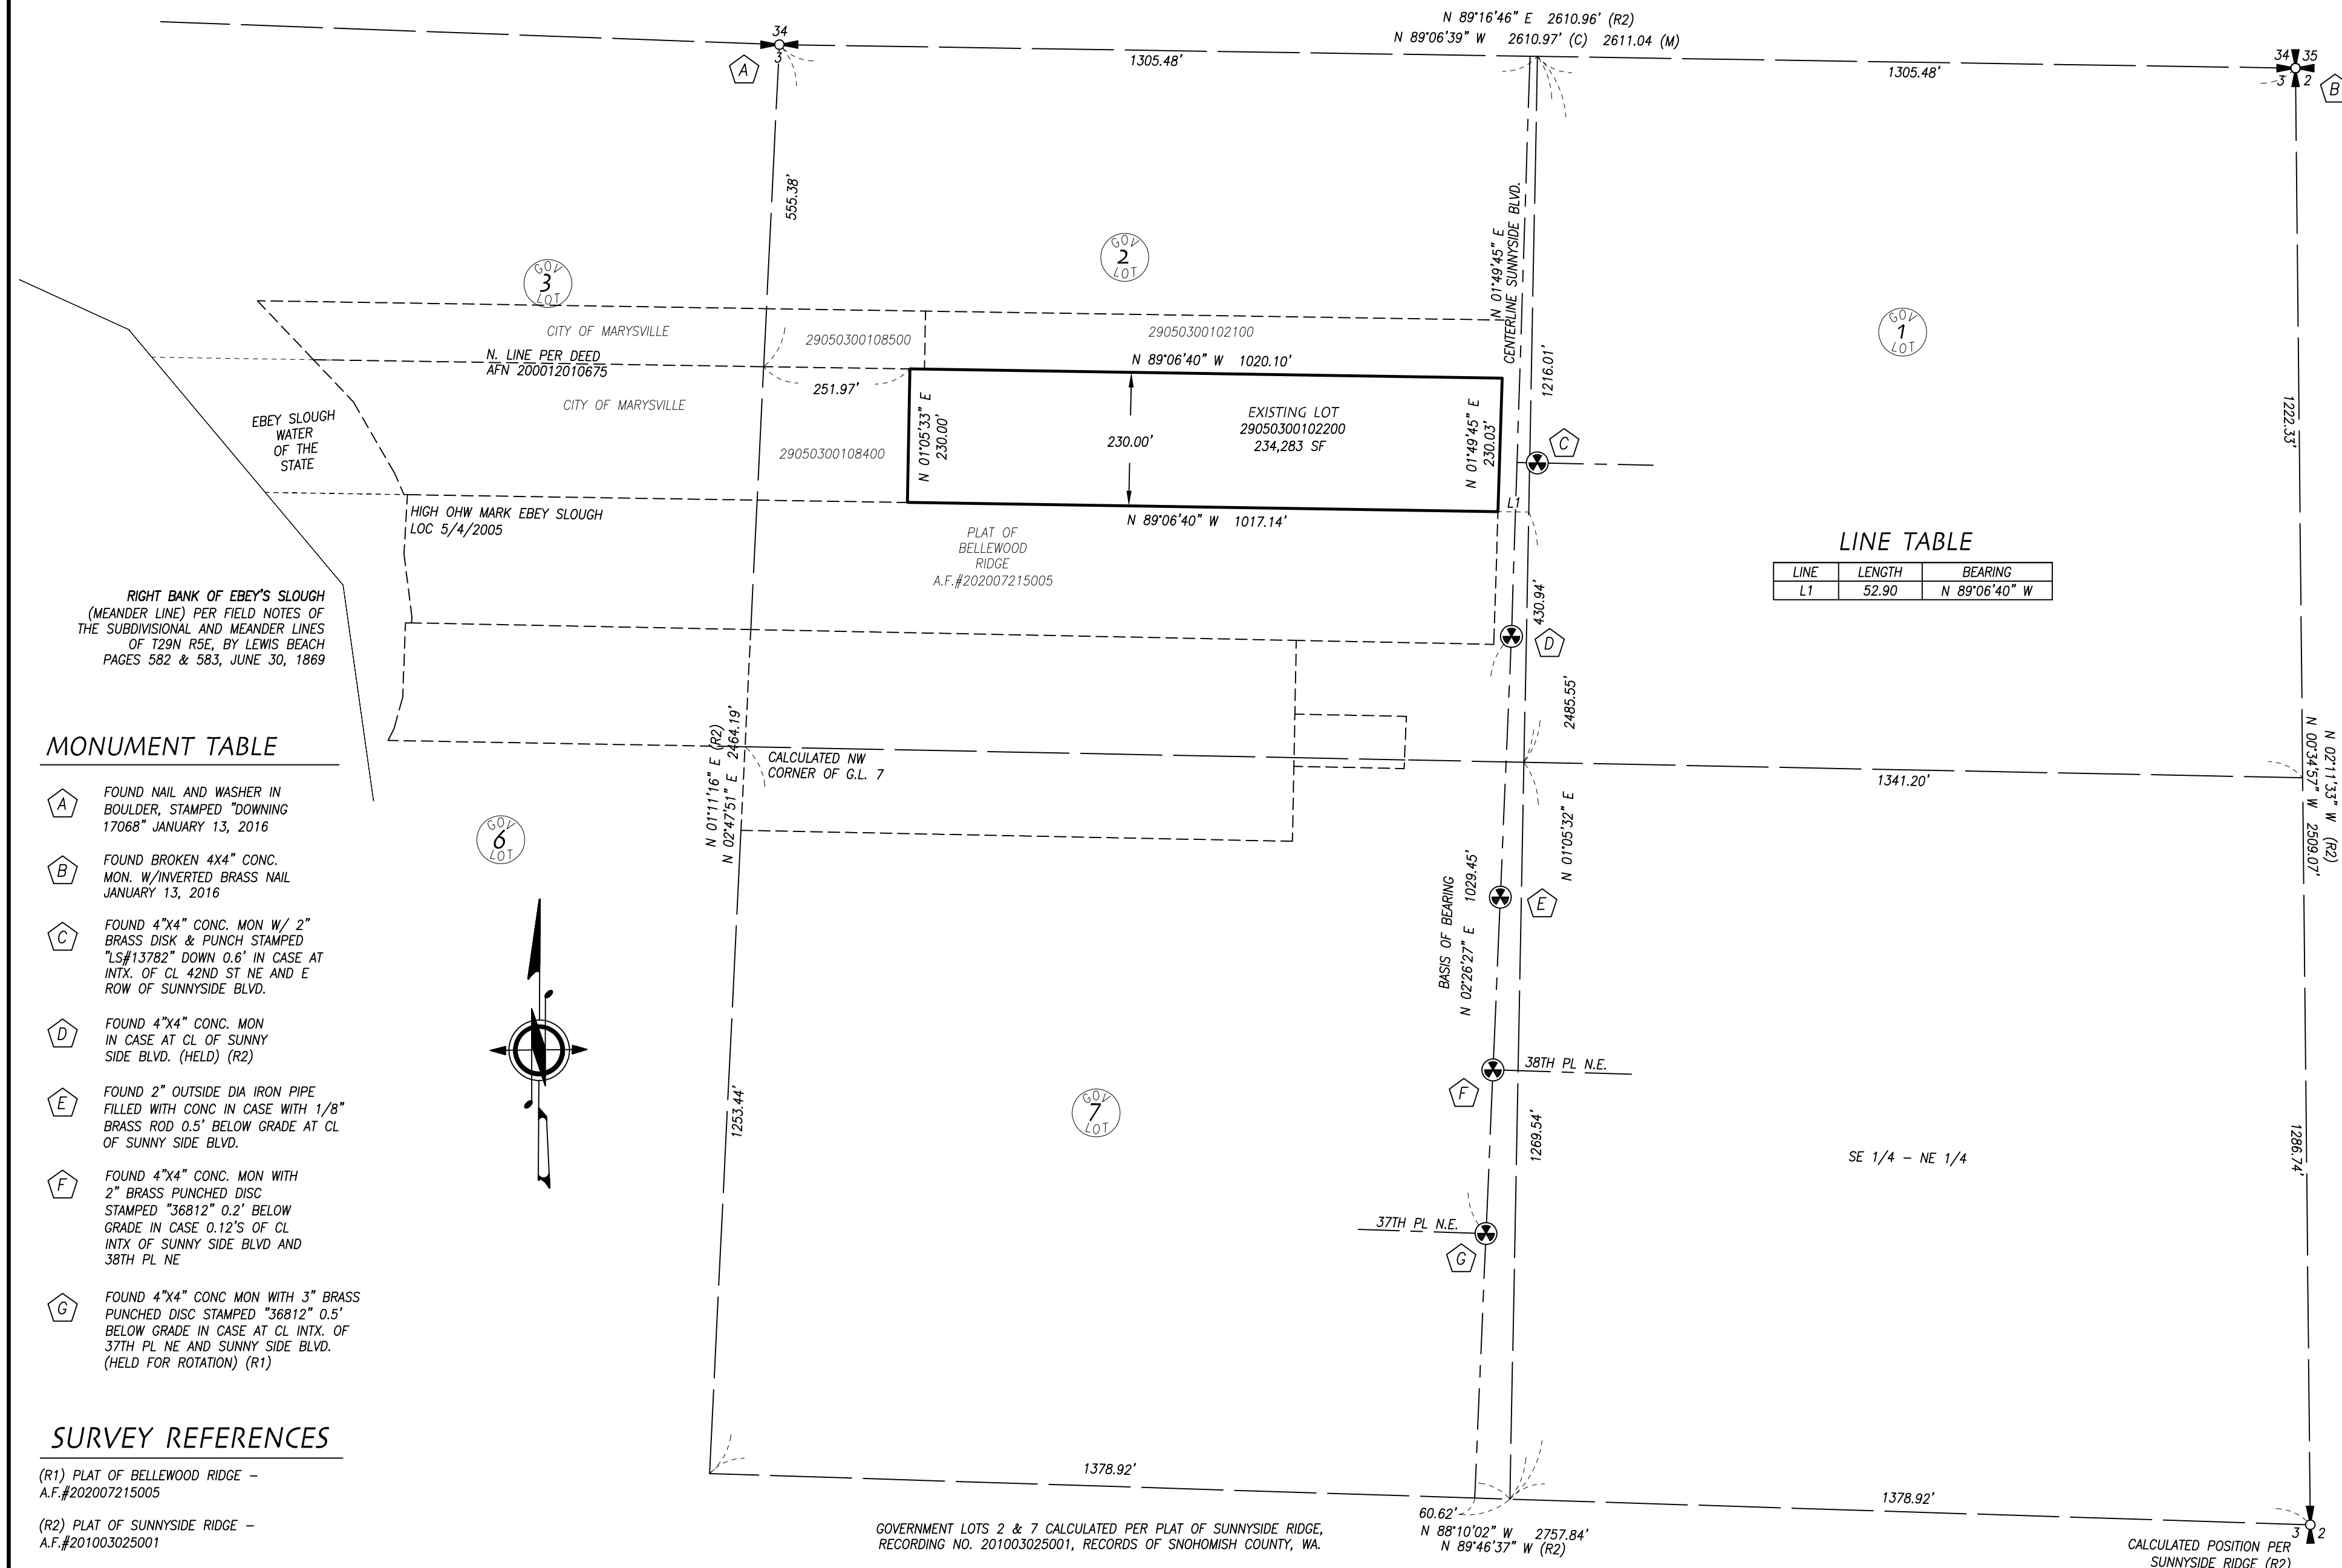 N 89°16'46" E 2610.96' (R2)
N 89°06'39" W 2610.97' (C) 2611.04 (M)
34
3
A
1305.48'
1305.48'
34 35
3 2
B
555.38'
N 01°49'45" E
CENTERLINE SUNNYSIDE BLVD.
GOV
3
LOT
GOV
2
LOT
GOV
1
LOT
CITY OF MARYSVILLE
29050300108500
29050300102100
N. LINE PER DEED
AFN 200012010675
N 89°06'40" W 1020.10'
251.97'
1216.01'
1222.33'
CITY OF MARYSVILLE
EBEY SLOUGH
WATER
OF THE
STATE
N 01°05'33" E
230.00'
230.00'
EXISTING LOT
29050300102200
234,283 SF
N 01°49'45" E
230.03'
C
29050300108400
L1
HIGH OHW MARK EBEY SLOUGH
LOC 5/4/2005
N 89°06'40" W 1017.14'
PLAT OF
BELLEWOOD
RIDGE
A.F.#202007215005
LINE TABLE
LINE LENGTH BEARING
L1 52.90 N 89°06'40" W
RIGHT BANK OF EBEY'S SLOUGH
(MEANDER LINE) PER FIELD NOTES OF
THE SUBDIVISIONAL AND MEANDER LINES
OF T29N R5E, BY LEWIS BEACH
PAGES 582 & 583, JUNE 30, 1869
430.94'
D
2485.55'
N 01°11'16" E (R2)
N 02°47'51" E 2464.19'
CALCULATED NW
CORNER OF G.L. 7
1341.20'
N 02°11'33" W (R2)
N 00°34'57" W 2509.07'
MONUMENT TABLE
A
FOUND NAIL AND WASHER IN
BOULDER, STAMPED "DOWNING
17068" JANUARY 13, 2016
B
FOUND BROKEN 4X4" CONC.
MON. W/INVERTED BRASS NAIL
JANUARY 13, 2016
C
FOUND 4"X4" CONC. MON W/ 2"
BRASS DISK & PUNCH STAMPED
"LS#13782" DOWN 0.6' IN CASE AT
INTX. OF CL 42ND ST NE AND E
ROW OF SUNNYSIDE BLVD.
D
FOUND 4"X4" CONC. MON
IN CASE AT CL OF SUNNY
SIDE BLVD. (HELD) (R2)
E
FOUND 2" OUTSIDE DIA IRON PIPE
FILLED WITH CONC IN CASE WITH 1/8"
BRASS ROD 0.5' BELOW GRADE AT CL
OF SUNNY SIDE BLVD.
F
FOUND 4"X4" CONC. MON WITH
2" BRASS PUNCHED DISC
STAMPED "36812" 0.2' BELOW
GRADE IN CASE 0.12'S OF CL
INTX OF SUNNY SIDE BLVD AND
38TH PL NE
G
FOUND 4"X4" CONC MON WITH 3" BRASS
PUNCHED DISC STAMPED "36812" 0.5'
BELOW GRADE IN CASE AT CL INTX. OF
37TH PL NE AND SUNNY SIDE BLVD.
(HELD FOR ROTATION) (R1)
GOV
6
LOT
N 01°05'32" E
BASIS OF BEARING
N 02°26'27" E 1029.45'
E
38TH PL N.E.
F
GOV
7
LOT
1253.44'
1269.54'
SE 1/4 - NE 1/4
1286.74'
37TH PL N.E.
G
SURVEY REFERENCES
(R1) PLAT OF BELLEWOOD RIDGE -
A.F.#202007215005
(R2) PLAT OF SUNNYSIDE RIDGE -
A.F.#201003025001
1378.92'
1378.92'
60.62'
N 88°10'02" W 2757.84'
N 89°46'37" W (R2)
GOVERNMENT LOTS 2 & 7 CALCULATED PER PLAT OF SUNNYSIDE RIDGE,
RECORDING NO. 201003025001, RECORDS OF SNOHOMISH COUNTY, WA.
3 2
CALCULATED POSITION PER
SUNNYSIDE RIDGE (R2)